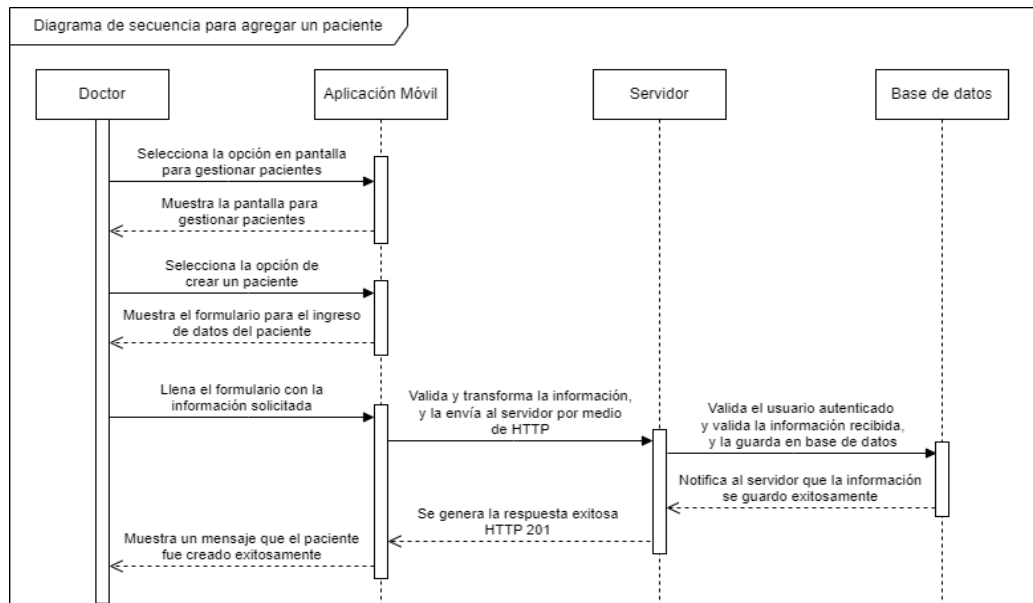 Diagrama de secuencia para agregar un paciente
Doctor
Aplicación Móvil
Servidor
Base de datos
Selecciona la opción en pantalla
para gestionar pacientes
Muestra la pantalla para
gestionar pacientes
Selecciona la opción de
crear un paciente
Muestra el formulario para el ingreso
de datos del paciente
Llena el formulario con la
información solicitada
Valida y transforma la información,
y la envía al servidor por medio
de HTTP
Valida el usuario autenticado
y valida la información recibida,
y la guarda en base de datos
Notifica al servidor que la información
se guardo exitosamente
Se genera la respuesta exitosa
HTTP 201
Muestra un mensaje que el paciente
fue creado exitosamente